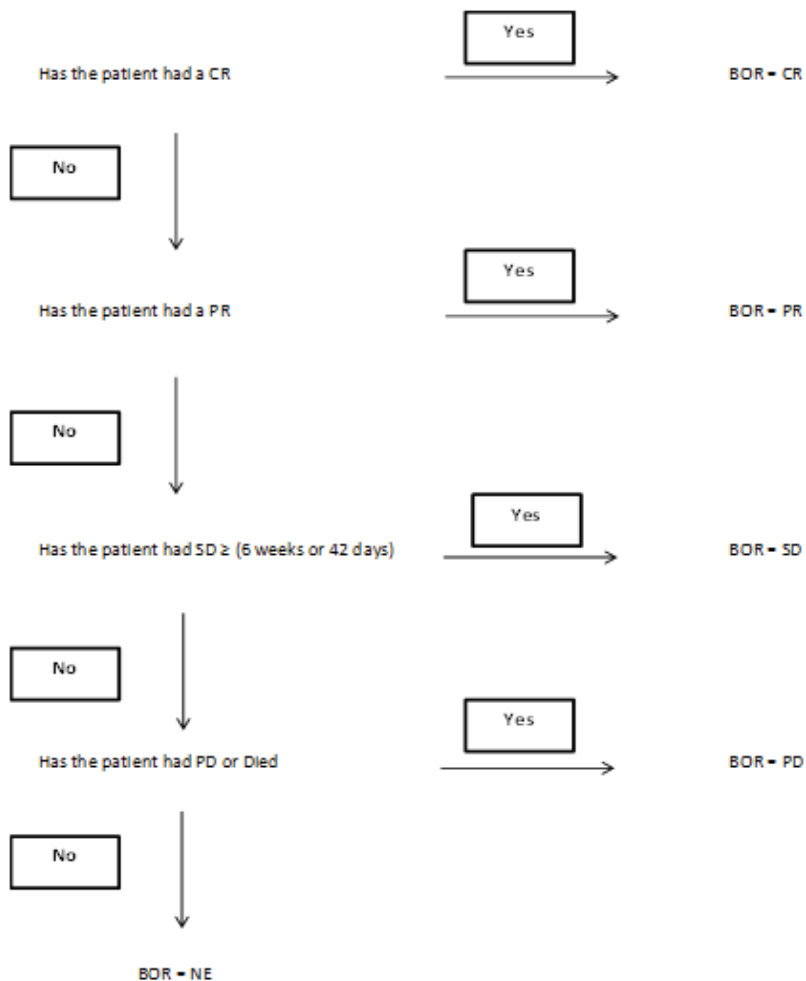 Yes
Has the patient had a CR
BOR = CR
No
Yes
Has the patient had a PR
BOR = PR
No
Yes
Has the patient had SD ≥ (6 weeks or 42 days)
BOR = SD
No
Yes
Has the patient had PD or Died
BOR = PD
No
BOR = NE